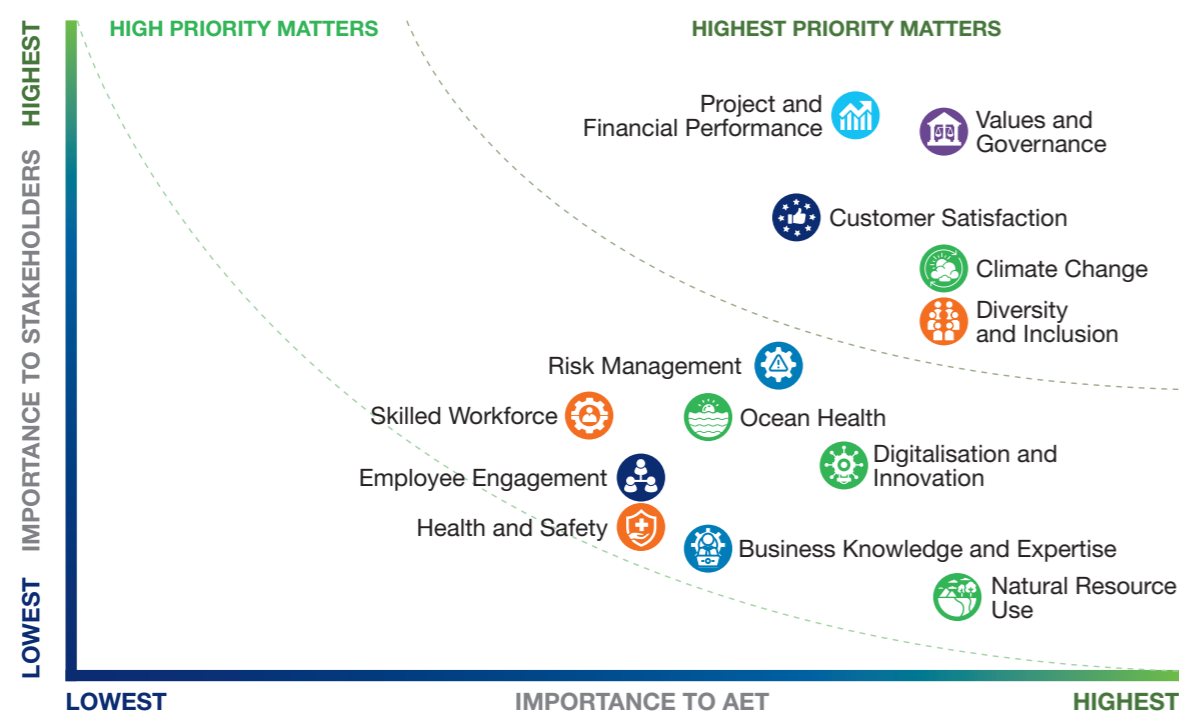 HIGH PRIORITY MATTERS
HIGHEST PRIORITY MATTERS
HIGHEST
IMPORTANCE TO STAKEHOLDERS
LOWEST
Project and
Financial Performance
Values and
Governance
Customer Satisfaction
Climate Change
Diversity
and Inclusion
Risk Management
Skilled Workforce
Ocean Health
Digitalisation and
Innovation
Employee Engagement
Health and Safety
Business Knowledge and Expertise
Natural Resource
Use
LOWEST
IMPORTANCE TO AET
HIGHEST